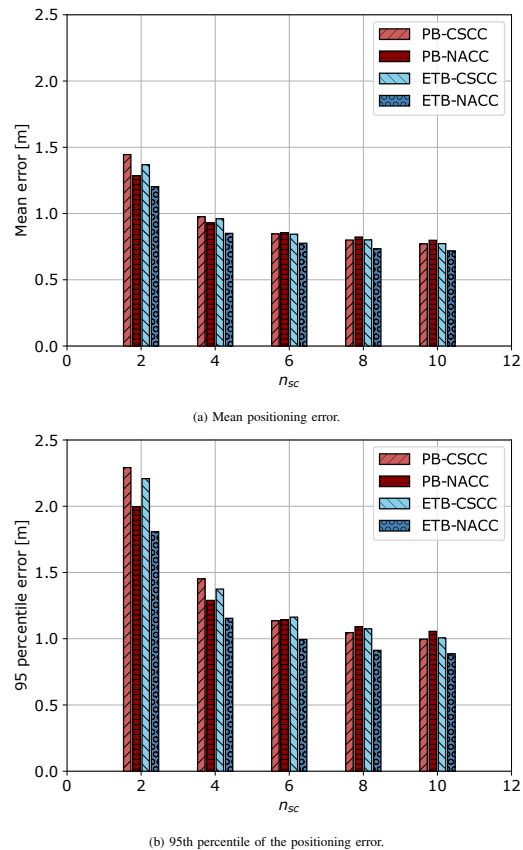 2.5
2.0
1.5
1.0
0.5
0.0
Mean error [m]
PB-CSCC
PB-NACC
ETB-CSCC
ETB-NACC
0 2 4 6 8 10 12
n_sc
(a) Mean positioning error.
2.5
2.0
1.5
1.0
0.5
0.0
95 percentile error [m]
PB-CSCC
PB-NACC
ETB-CSCC
ETB-NACC
0 2 4 6 8 10 12
n_sc
(b) 95th percentile of the positioning error.